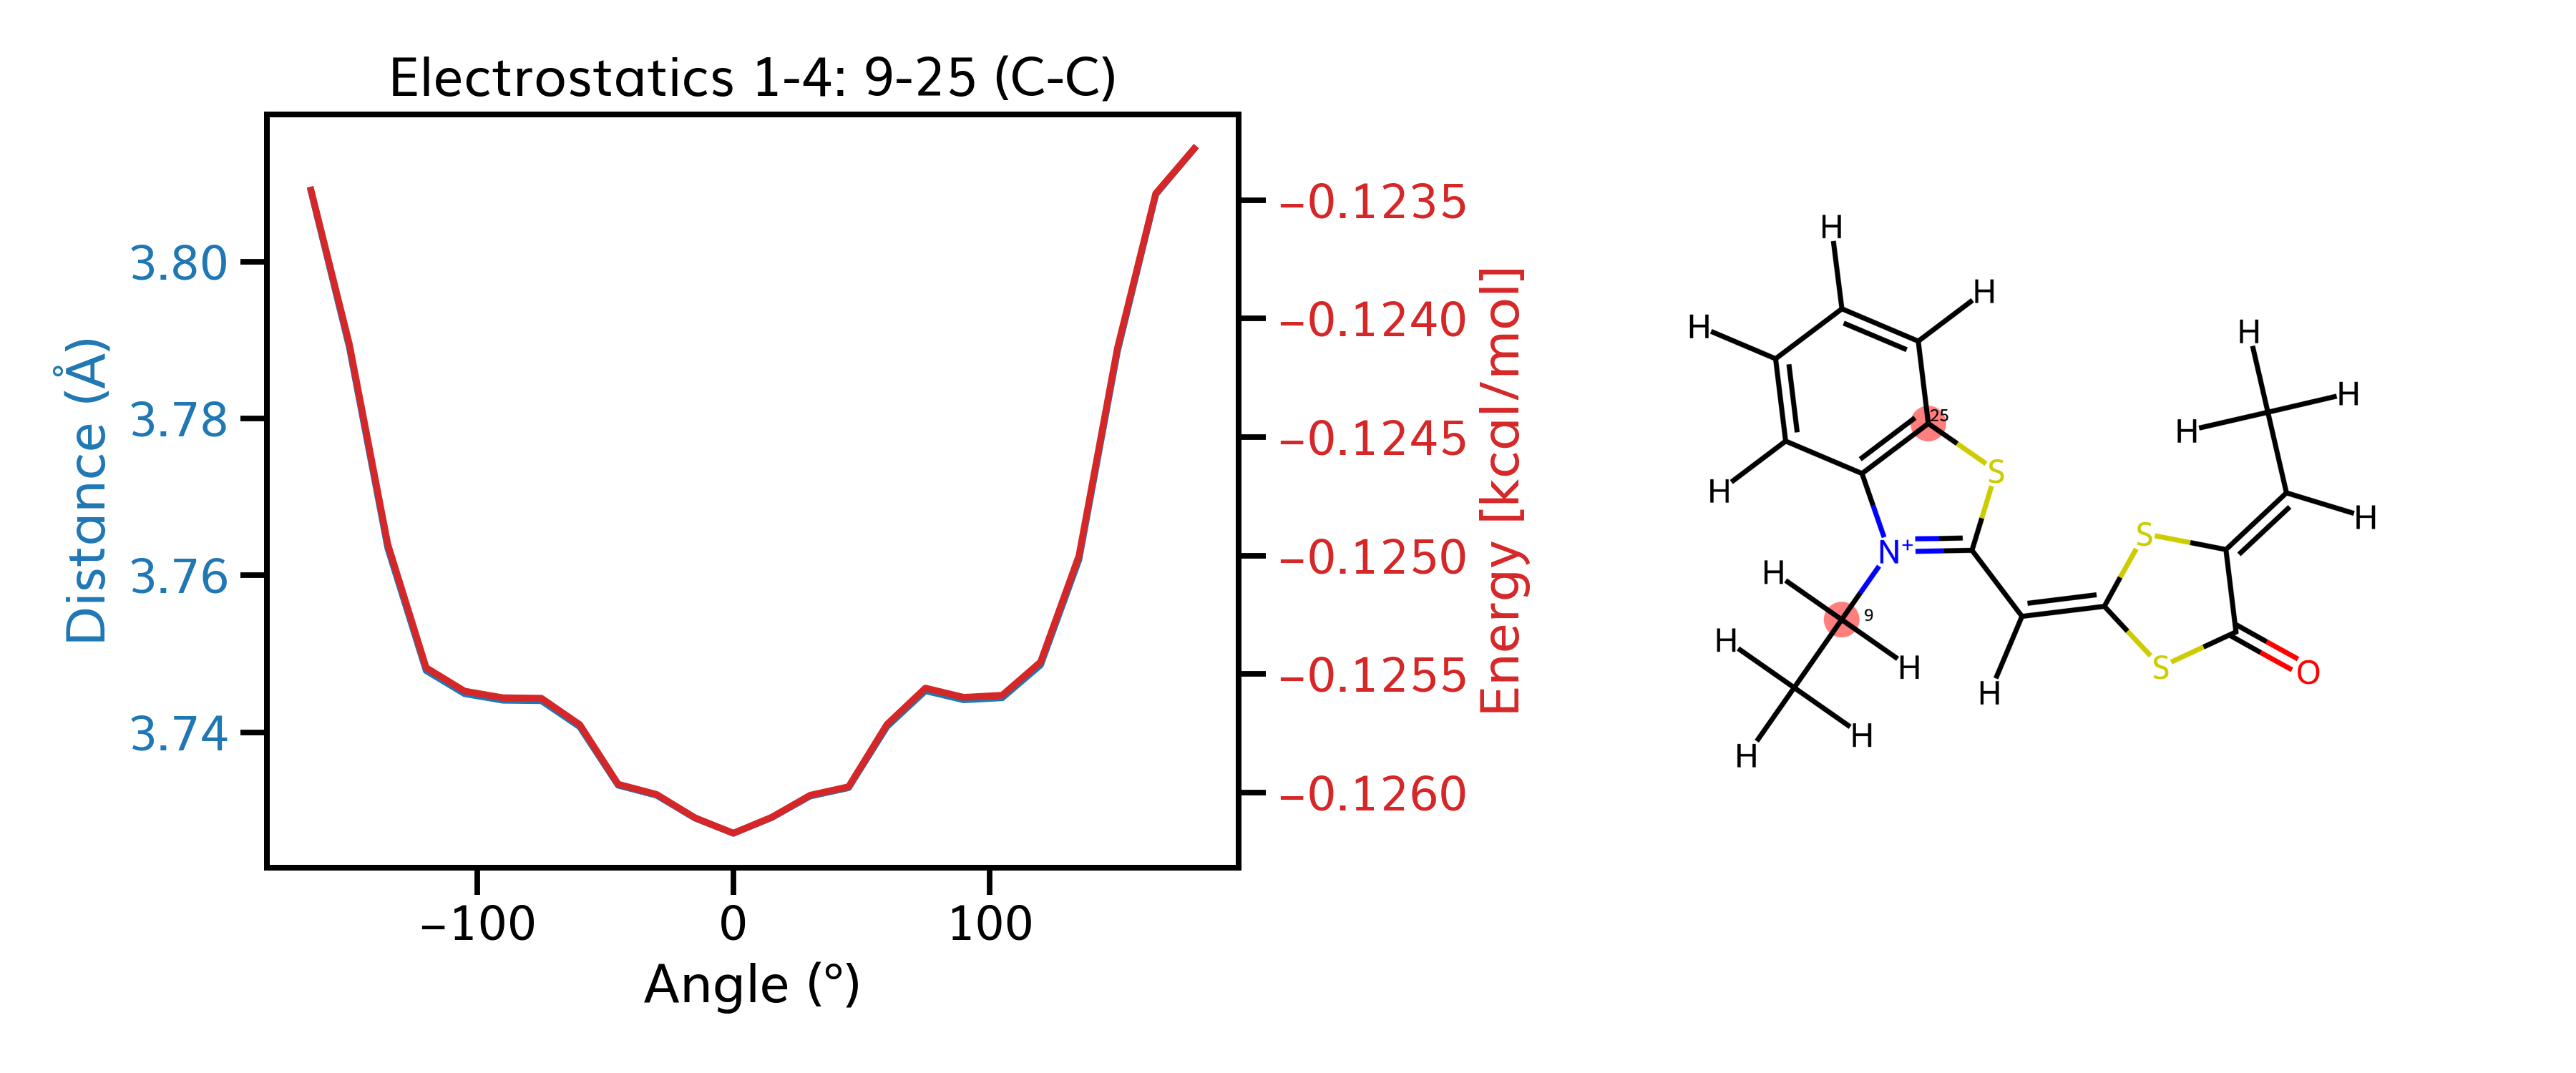 Electrostatics 1-4: 9-25 (C-C)
Distance (Å)
3.80
3.78
3.76
3.74
−100
0
100
Angle (°)
−0.1235
−0.1240
−0.1245
−0.1250
−0.1255
−0.1260
Energy [kcal/mol]
H
H
H
H
H
H
25
H
S
H
H
S
N+
H
9
H
H
S
O
H
H
H